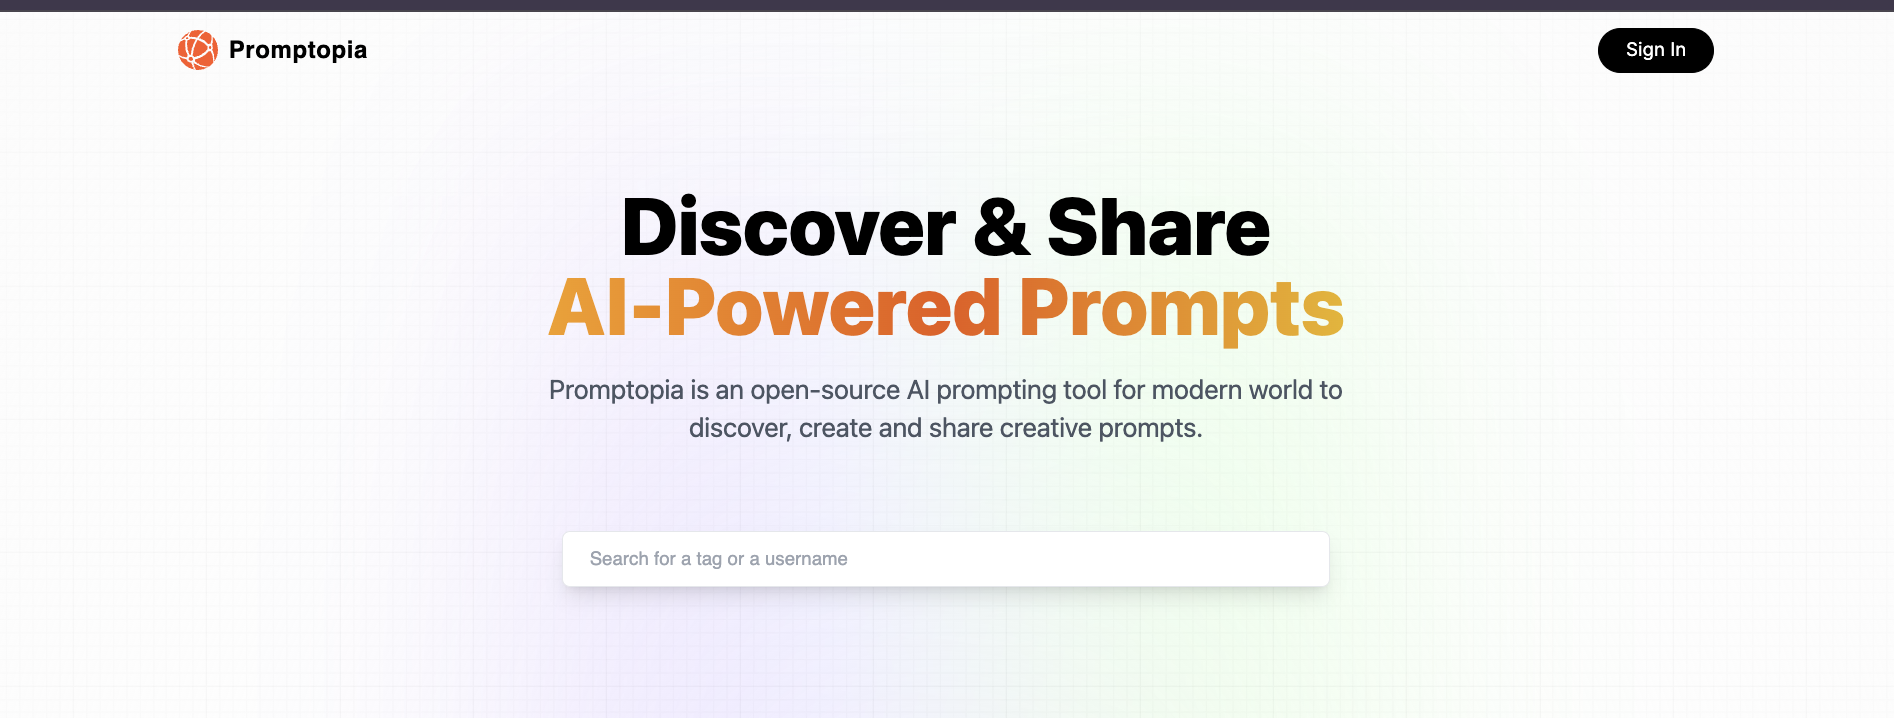 Promptopia
Sign In
Discover & Share
AI-Powered Prompts
Promptopia is an open-source AI prompting tool for modern world to
discover, create and share creative prompts.
Search for a tag or a username